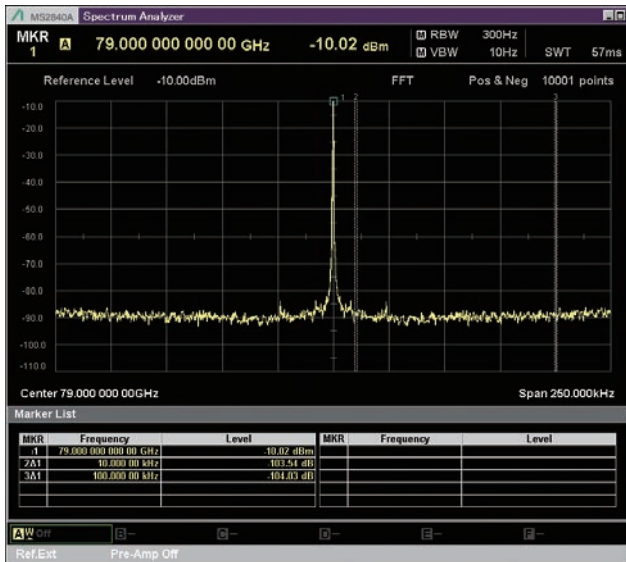 MS2840A Spectrum Analyzer
MKR 1 A 79.000 000 000 00 GHz -10.02 dBm M RBW 300Hz
M VBW 10Hz SWT 57ms
Reference Level -10.00dBm FFT Pos & Neg 10001 points
1 2 3
-10.0
-20.0
-30.0
-40.0
-50.0
-60.0
-70.0
-80.0
-90.0
-100.0
-110.0
Center 79.000 000 00GHz Span 250.000kHz
Marker List
MKR Frequency Level MKR Frequency Level
1 79.000 000 000 00 GHz -10.02 dBm
2Δ1 10.000 00 kHz -103.54 dB
3Δ1 100.000 00 kHz -104.03 dB
A W Off B — C — D — E — F —
Ref.Ext Pre-Amp Off